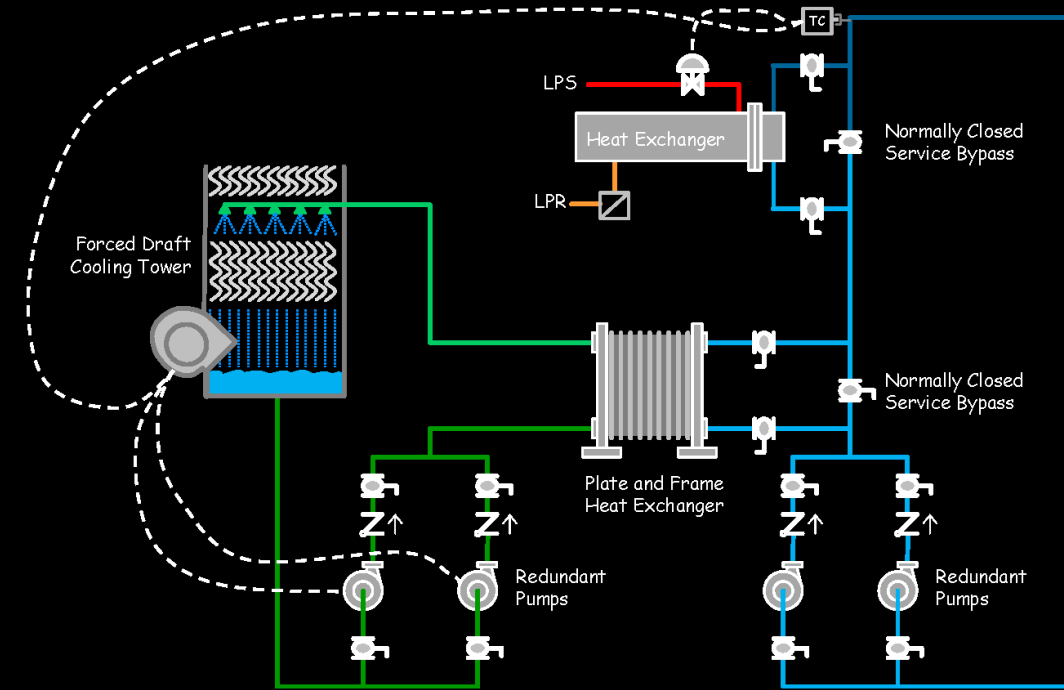 TC
LPS
Heat Exchanger
Normally Closed
Service Bypass
LPR
Forced Draft
Cooling Tower
Normally Closed
Service Bypass
Plate and Frame
Heat Exchanger
Redundant
Pumps
Redundant
Pumps